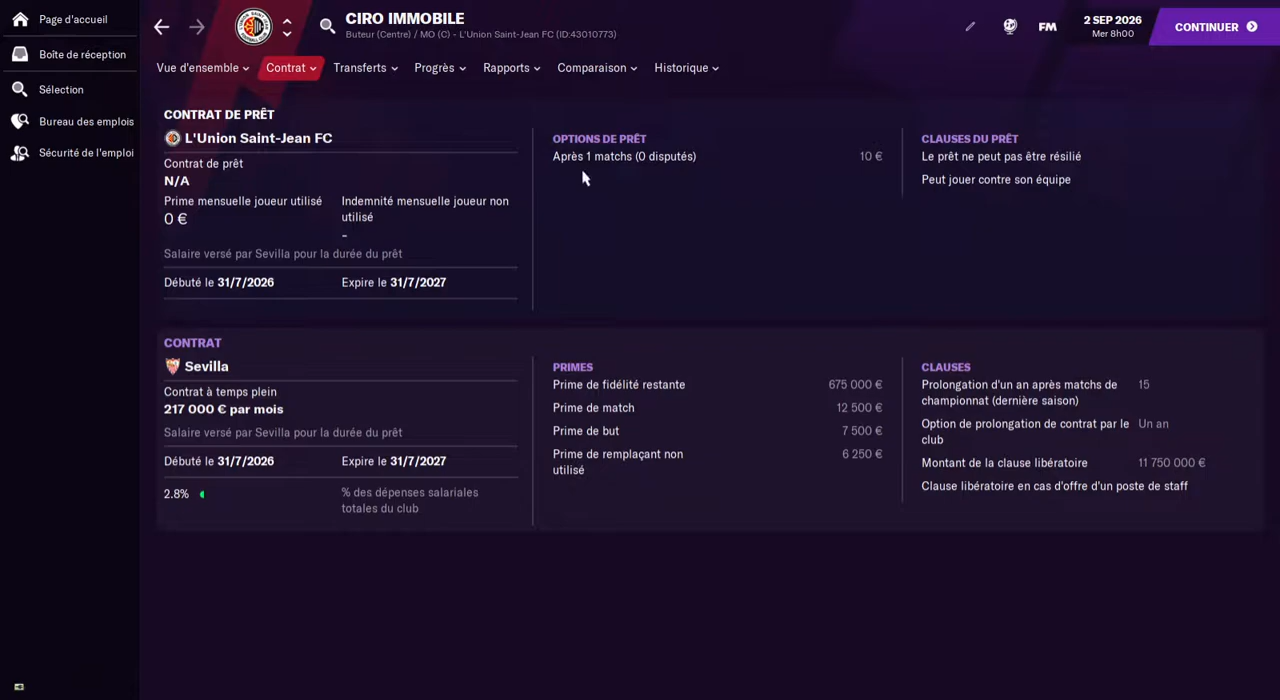 Page d'accueil
Boîte de réception
Sélection
Bureau des emplois
Sécurité de l'emploi
CIRO IMMOBILE
Buteur (Centre) / MO (C) - L'Union Saint-Jean FC (ID:43010773)
FM
2 SEP 2026
Mer 8h00
CONTINUER
Vue d'ensemble
Contrat
Transferts
Progrès
Rapports
Comparaison
Historique
CONTRAT DE PRÊT
L'Union Saint-Jean FC
Contrat de prêt
N/A
Prime mensuelle joueur utilisé
0 €
Indemnité mensuelle joueur non
utilisé
-
Salaire versé par Sevilla pour la durée du prêt
Débuté le 31/7/2026
Expire le 31/7/2027
OPTIONS DE PRÊT
Après 1 matchs (0 disputés) 10 €
CLAUSES DU PRÊT
Le prêt ne peut pas être résilié
Peut jouer contre son équipe
CONTRAT
Sevilla
Contrat à temps plein
217 000 € par mois
Salaire versé par Sevilla pour la durée du prêt
Débuté le 31/7/2026
Expire le 31/7/2027
2.8%
% des dépenses salariales
totales du club
PRIMES
Prime de fidélité restante 675 000 €
Prime de match 12 500 €
Prime de but 7 500 €
Prime de remplaçant non 6 250 €
utilisé
CLAUSES
Prolongation d'un an après matchs de 15
championnat (dernière saison)
Option de prolongation de contrat par le Un an
club
Montant de la clause libératoire 11 750 000 €
Clause libératoire en cas d'offre d'un poste de staff